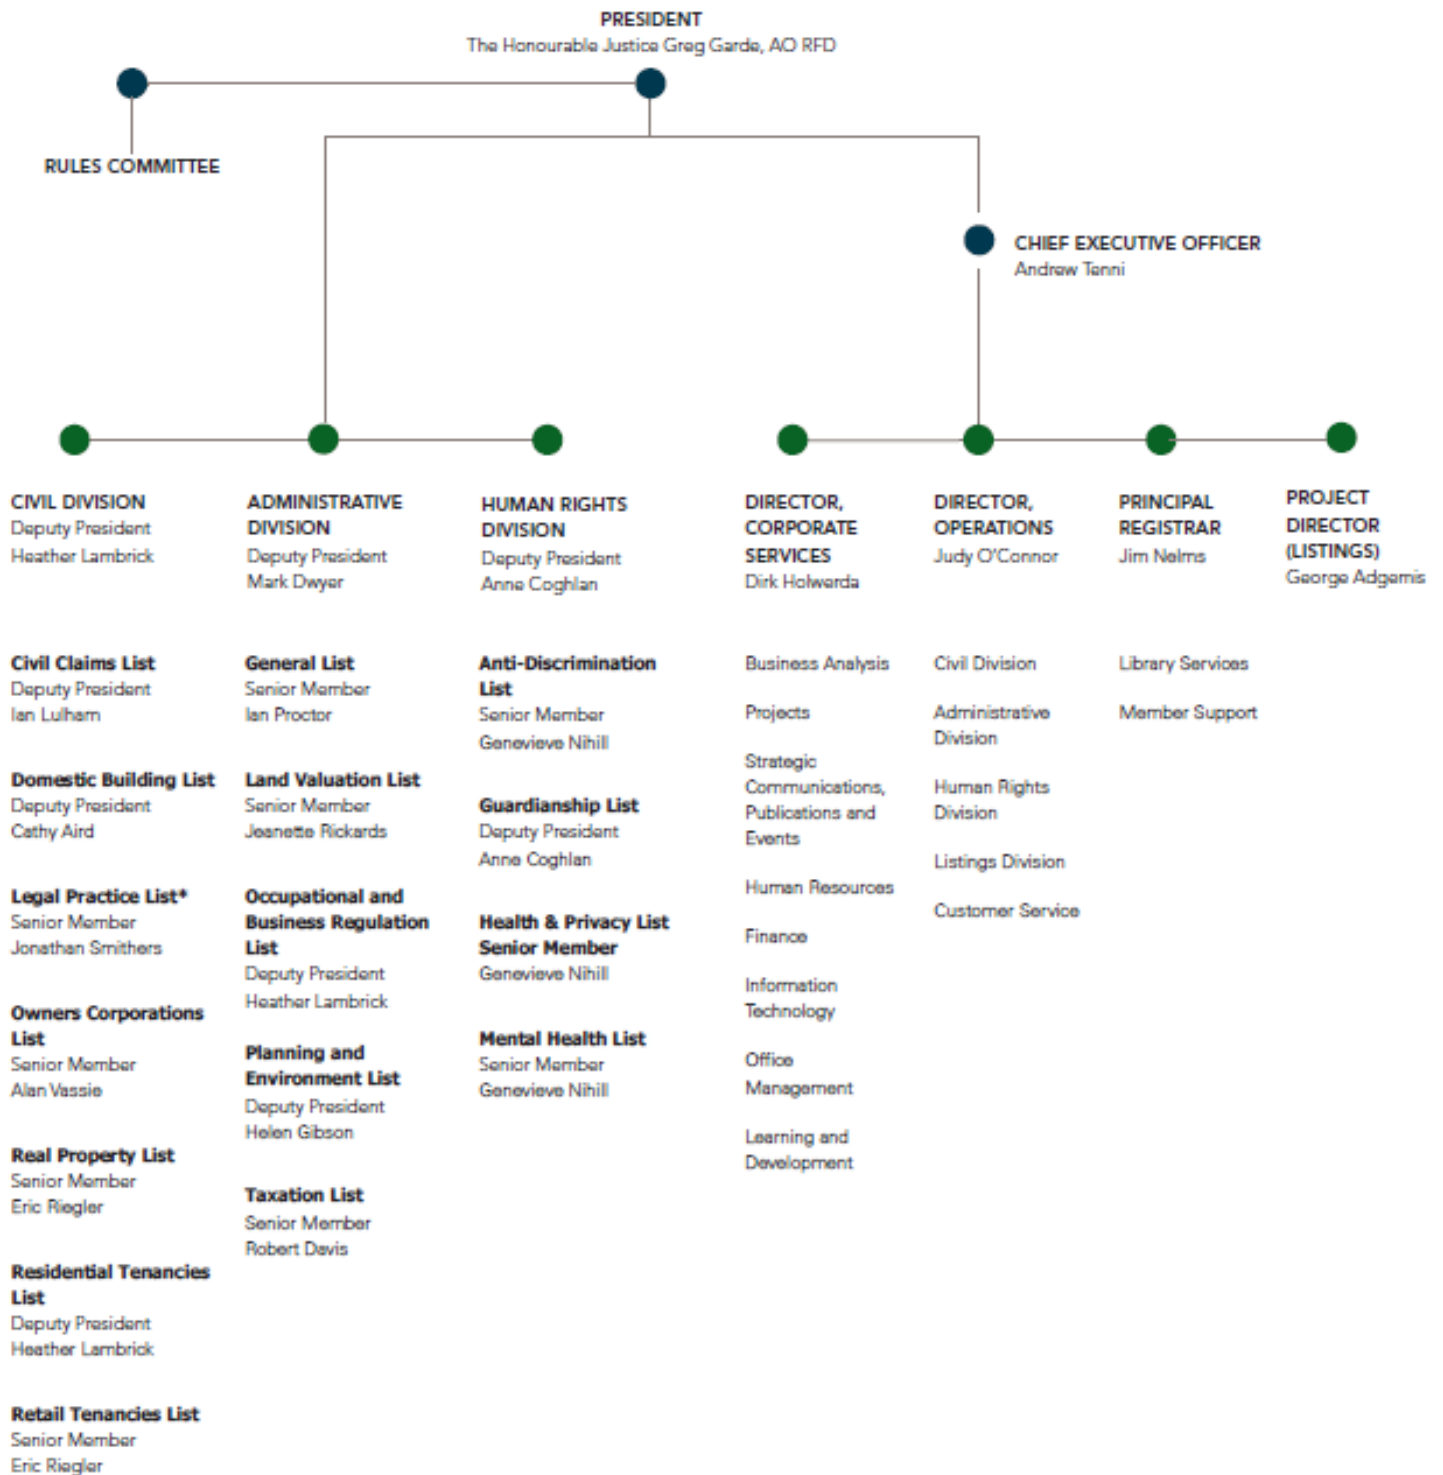 PRESIDENT
The Honourable Justice Greg Garde, AO RFD
RULES COMMITTEE
CHIEF EXECUTIVE OFFICER
Andrew Tenni
CIVIL DIVISION
Deputy President
Heather Lambrick
Civil Claims List
Deputy President
Ian Lulham
Domestic Building List
Deputy President
Cathy Aird
Legal Practice List*
Senior Member
Jonathan Smithers
Owners Corporations
List
Senior Member
Alan Vassie
Real Property List
Senior Member
Eric Riegler
Residential Tenancies
List
Deputy President
Heather Lambrick
Retail Tenancies List
Senior Member
Eric Riegler
ADMINISTRATIVE
DIVISION
Deputy President
Mark Dwyer
General List
Senior Member
Ian Proctor
Land Valuation List
Senior Member
Jeanette Rickards
Occupational and
Business Regulation
List
Deputy President
Heather Lambrick
Planning and
Environment List
Deputy President
Helen Gibson
Taxation List
Senior Member
Robert Davis
HUMAN RIGHTS
DIVISION
Deputy President
Anne Coghlan
Anti-Discrimination
List
Senior Member
Genevieve Nihill
Guardianship List
Deputy President
Anne Coghlan
Health & Privacy List
Senior Member
Genevieve Nihill
Mental Health List
Senior Member
Genevieve Nihill
DIRECTOR,
CORPORATE
SERVICES
Dirk Holwerda
Business Analysis
Projects
Strategic
Communications,
Publications and
Events
Human Resources
Finance
Information
Technology
Office
Management
Learning and
Development
DIRECTOR,
OPERATIONS
Judy O'Connor
Civil Division
Administrative
Division
Human Rights
Division
Listings Division
Customer Service
PRINCIPAL
REGISTRAR
Jim Nelms
Library Services
Member Support
PROJECT
DIRECTOR
(LISTINGS)
George Adgemis